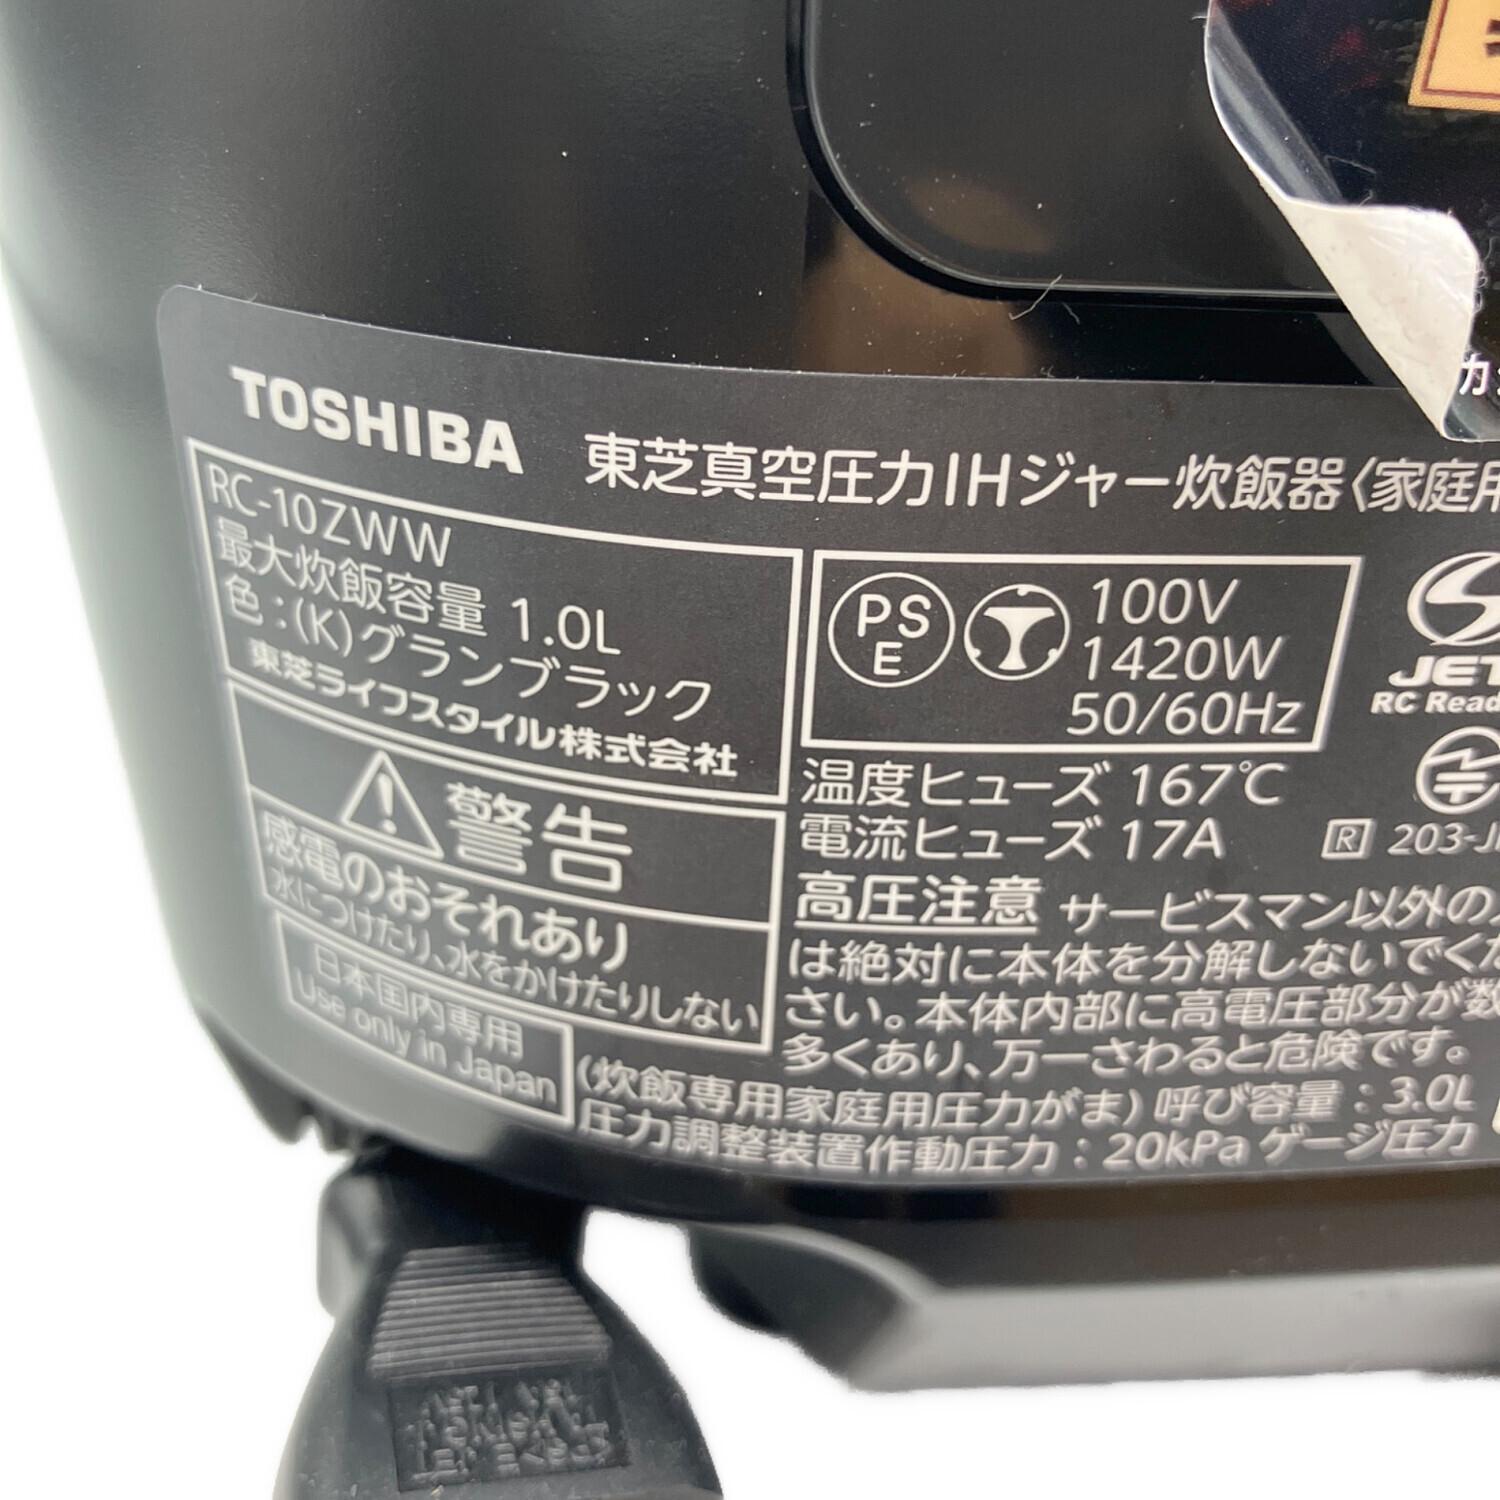 TOSHIBA 東芝真空圧力IHジャー炊飯器〈家庭用
RC-10ZWW
最大炊飯容量 1.0L
色:(K)グランブラック
東芝ライフスタイル株式会社
警告
感電のおそれあり
水につけたり、水をかけたりしない
日本国内専用
Use only in Japan
PS
E
100V
1420W
50/60Hz
JET
RC Read
温度ヒューズ 167℃
電流ヒューズ 17A
R 203-J
高圧注意 サービスマン以外の
は絶対に本体を分解しないでくだ
さい。本体内部に高電圧部分が数
多くあり、万一さわると危険です。
(炊飯専用家庭用圧力がま) 呼び容量:3.0L
圧力調整装置作動圧力:20kPa ゲージ圧力